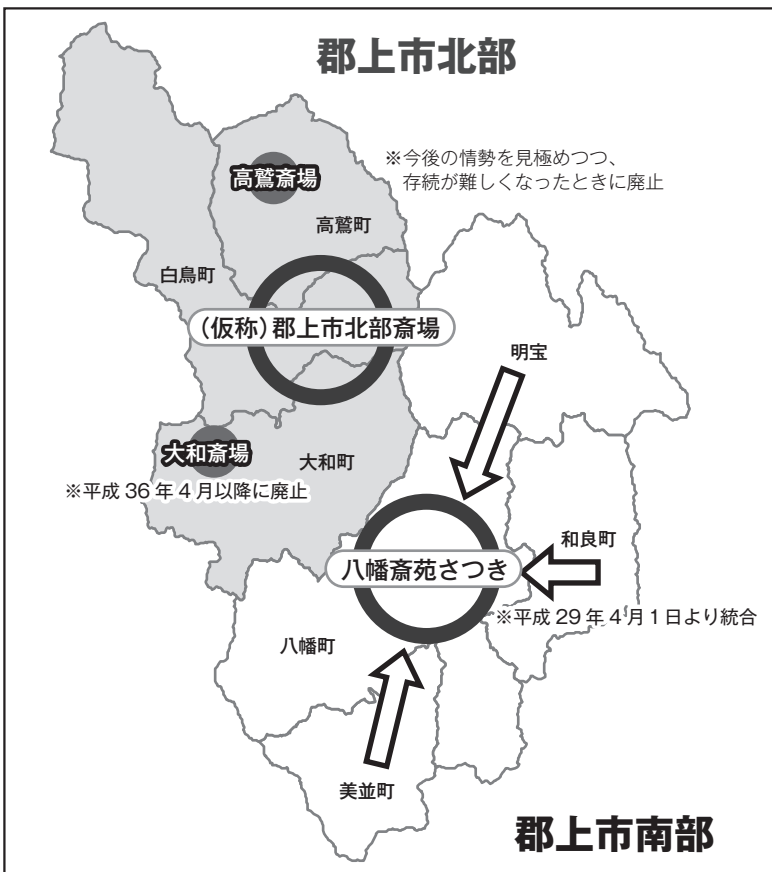 郡上市北部
高鷲斎場
※今後の情勢を見極めつつ、
存続が難しくなったときに廃止
高鷲町
白鳥町
(仮称)郡上市北部斎場
明宝
大和斎場
大和町
※平成 36 年 4 月以降に廃止
和良町
八幡斎苑さつき
※平成 29 年 4 月 1 日より統合
八幡町
美並町
郡上市南部